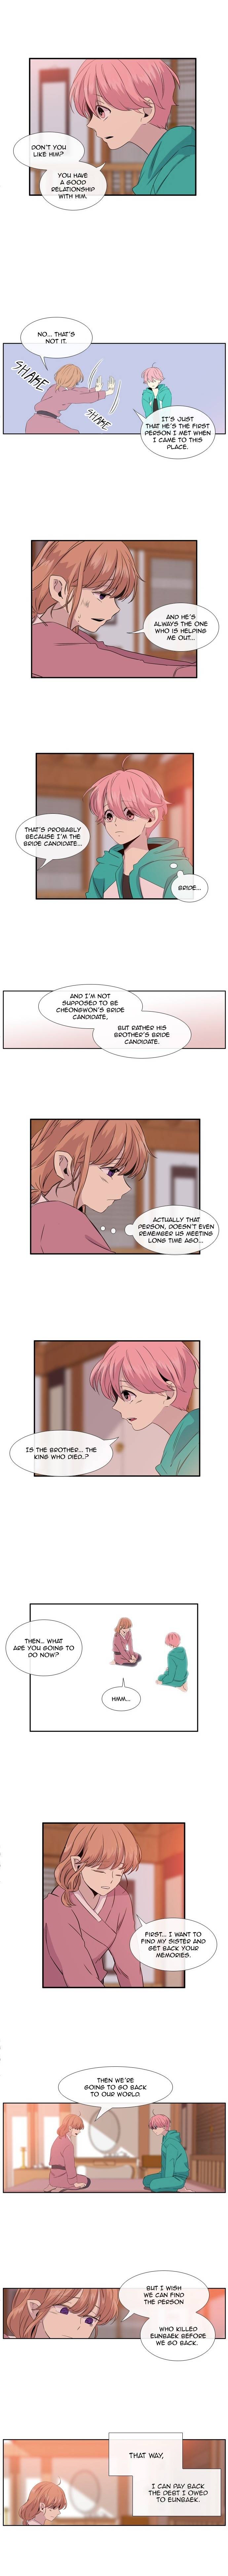 DON'T YOU
LIKE HIM?
YOU HAVE
A GOOD
RELATIONSHIP
WITH HIM.
NO... THAT'S
NOT IT.
SHAKE
SHAKE
IT'S JUST
THAT HE'S THE FIRST
PERSON I MET WHEN
I CAME TO THIS
PLACE.
AND HE'S
ALWAYS THE ONE
WHO IS HELPING
ME OUT...
THAT'S PROBABLY
BECAUSE I'M THE
BRIDE CANDIDATE...
BRIDE...
AND I'M NOT
SUPPOSED TO BE
CHEONGWON'S BRIDE
CANDIDATE,
BUT RATHER HIS
BROTHER'S BRIDE
CANDIDATE.
ACTUALLY THAT
PERSON, DOESN'T EVEN
REMEMBER US MEETING
LONG TIME AGO...
IS THE BROTHER... THE
KING WHO DIED..?
THEN... WHAT
ARE YOU GOING TO
DO NOW?
HMM...
FIRST... I WANT TO
FIND MY SISTER AND
GET BACK YOUR
MEMORIES.
THEN WE'RE
GOING TO GO BACK
TO OUR WORLD.
BUT I WISH
WE CAN FIND
THE PERSON
WHO KILLED
EUNBAEK BEFORE
WE GO BACK.
THAT WAY,
I CAN PAY BACK
THE DEBT I OWED
TO EUNBAEK.